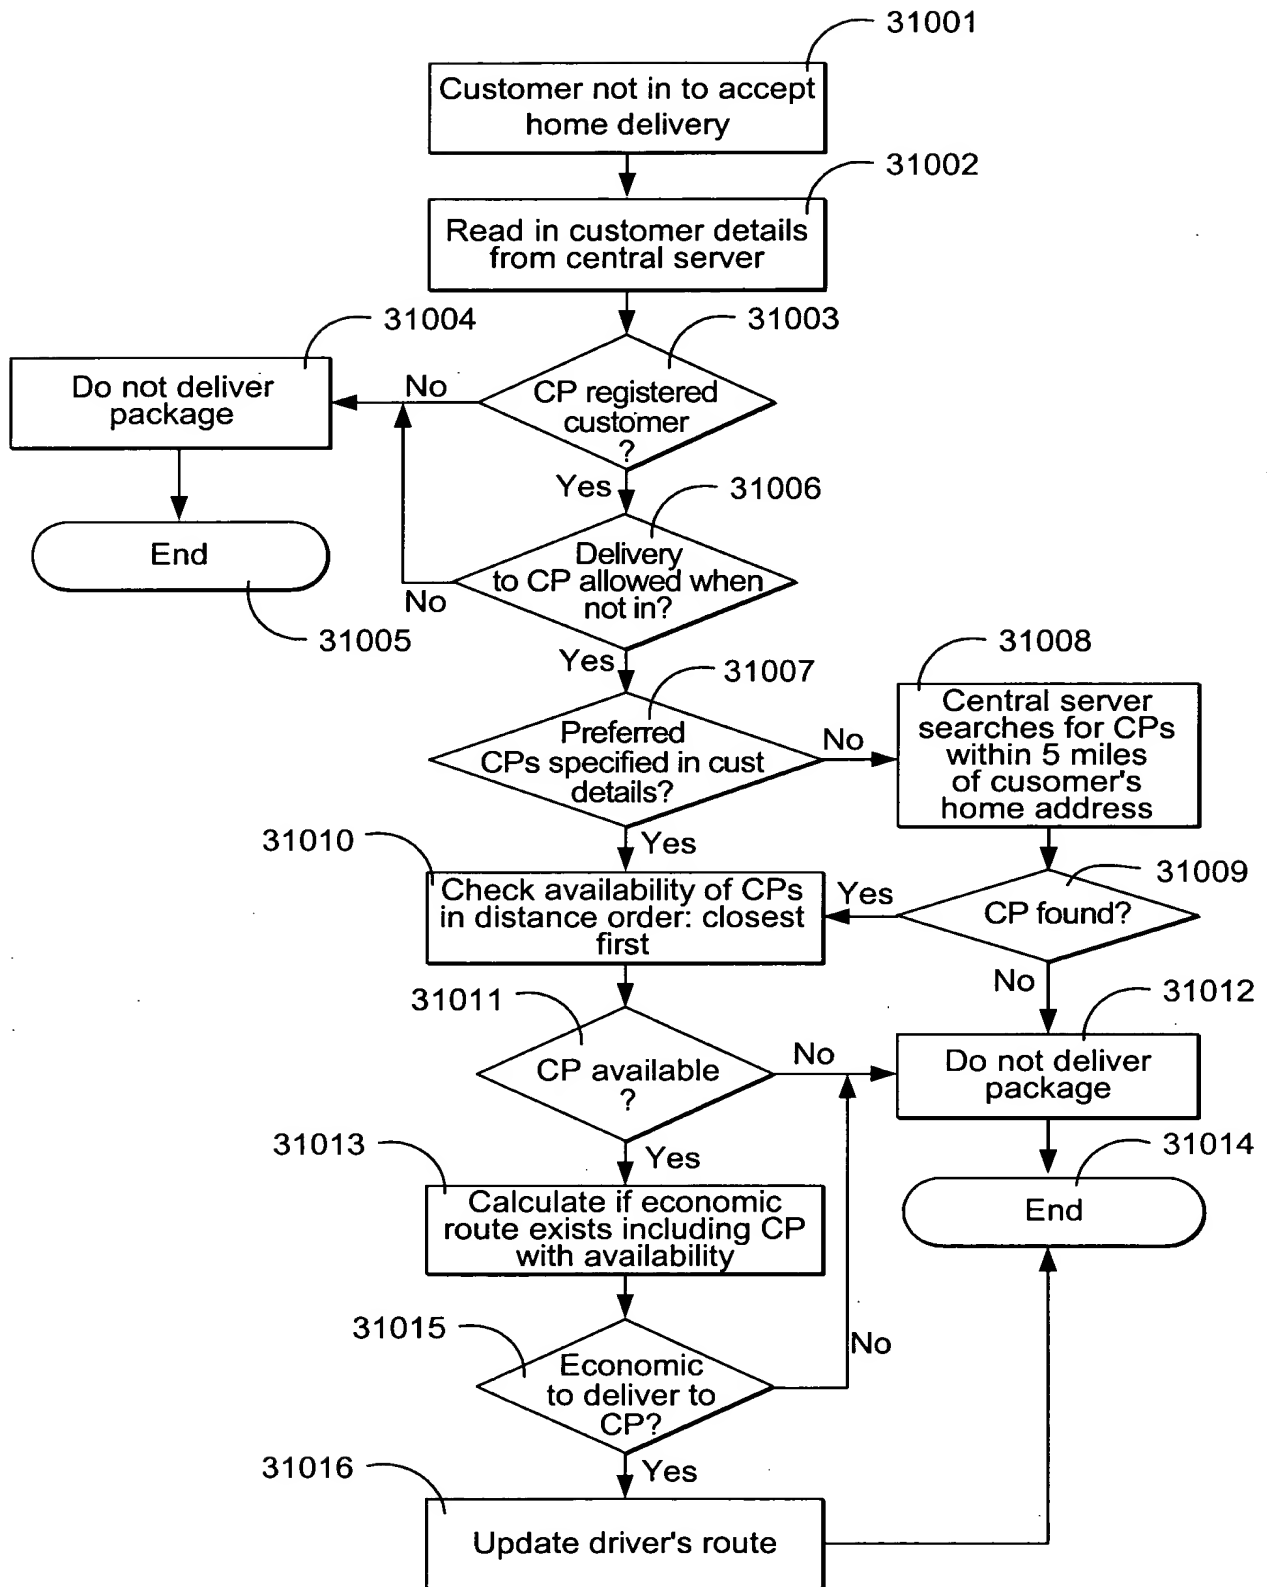 31001
Customer not in to accept
home delivery
31002
Read in customer details
from central server
31003
CP registered
customer
?
No
31004
Do not deliver
package
End
31005
Yes
31006
Delivery
to CP allowed when
not in?
No
Yes
31007
Preferred
CPs specified in cust
details?
No
31008
Central server
searches for CPs
within 5 miles
of cusomer's
home address
Yes
31010
Check availability of CPs
in distance order: closest
first
31009
CP found?
Yes
No
31011
CP available
?
No
31012
Do not deliver
package
Yes
31013
Calculate if economic
route exists including CP
with availability
31014
End
31015
Economic
to deliver to
CP?
No
Yes
31016
Update driver's route